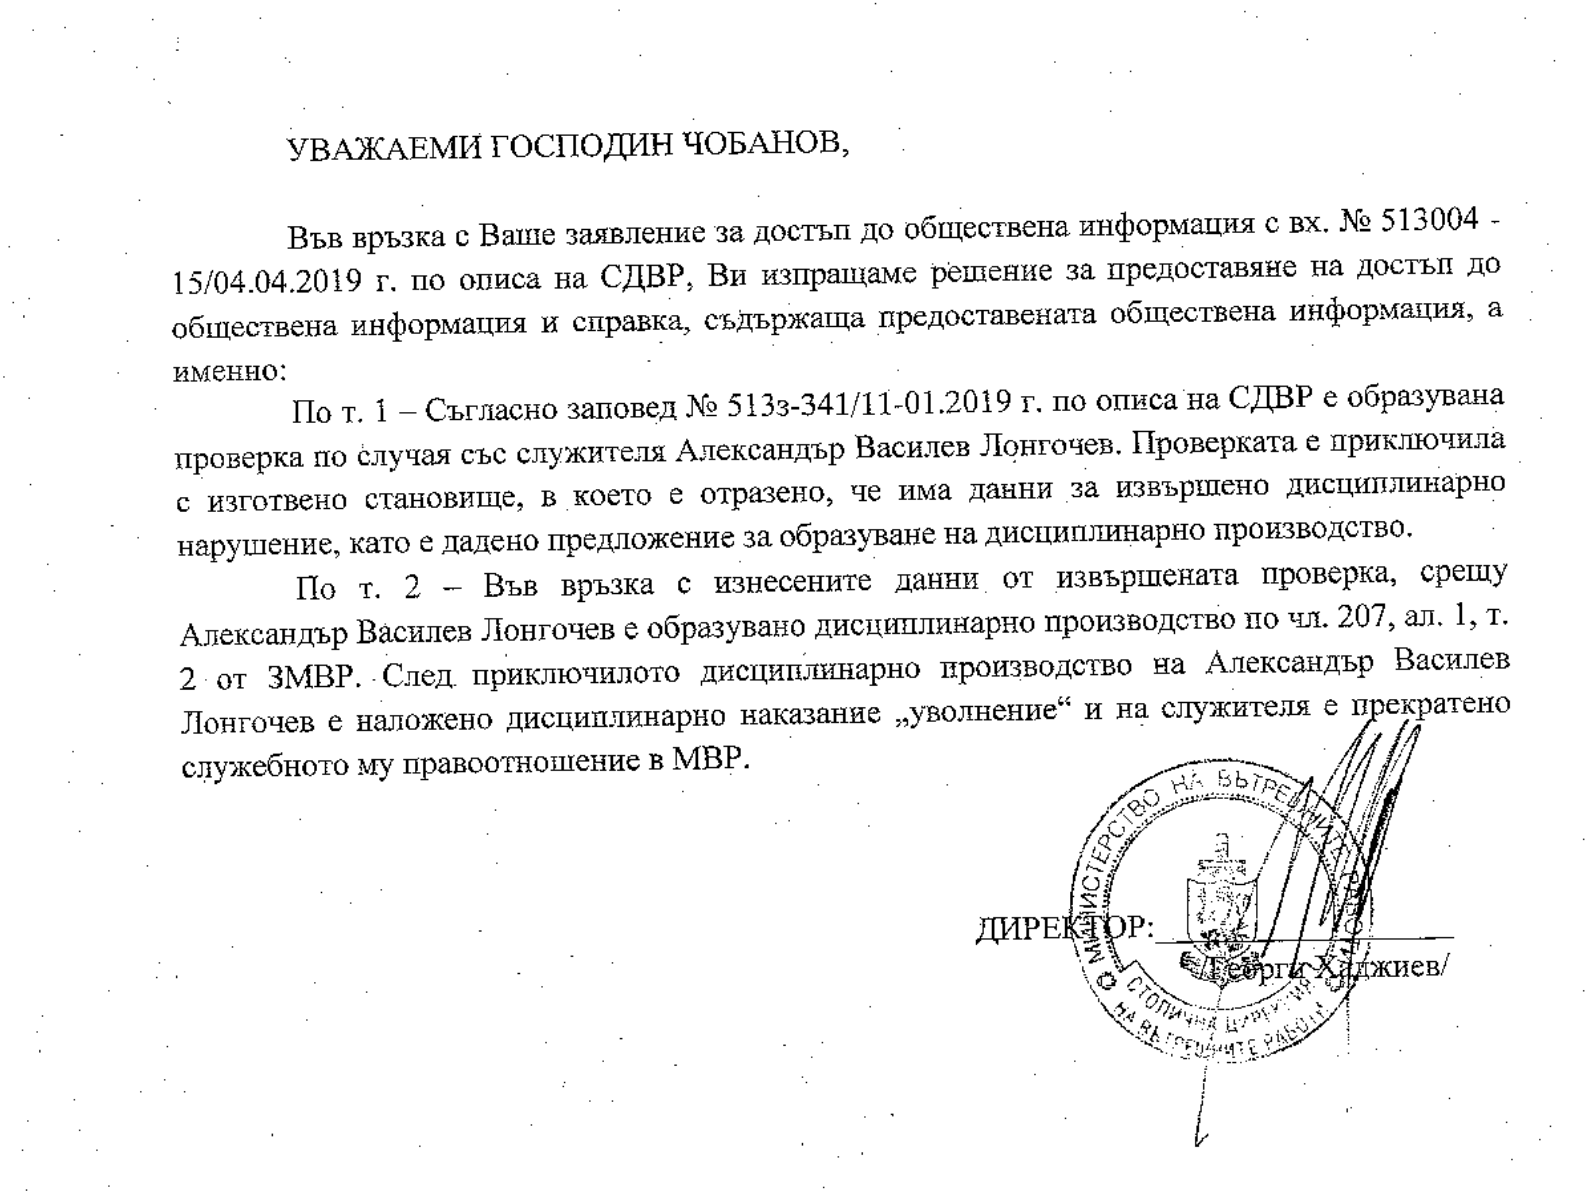 УВАЖАЕМИ ГОСПОДИН ЧОБАНОВ,
Във връзка с Ваше заявление за достъп до обществена информация с вх. № 513004 -
15/04.04.2019 г. по описа на СДВР, Ви изпращаме решение за предоставяне на достъп до
обществена информация и справка, съдържаща предоставената обществена информация, а
именно:
По т. 1 – Съгласно заповед № 513з-341/11-01.2019 г. по описа на СДВР е образувана
проверка по случая със служителя Александър Василев Лонгочев. Проверката е приключила
с изготвено становище, в което е отразено, че има данни за извършено дисциплинарно
нарушение, като е дадено предложение за образуване на дисциплинарно производство.
По т. 2 – Във връзка с изнесените данни от извършената проверка, срещу
Александър Василев Лонгочев е образувано дисциплинарно производство по чл. 207, ал. 1, т.
2 от ЗМВР. След приключилото дисциплинарно производство на Александър Василев
Лонгочев е наложено дисциплинарно наказание „уволнение“ и на служителя е прекратено
служебното му правоотношение в МВР.
МИНИСТЕРСТВО НА ВЪТРЕШНИТЕ РАБОТИ
ДИРЕКТОР:
/Георги Хаджиев/
СТОЛИЧНА ДИРЕКЦИЯ
НА ВЪТРЕШНИТЕ РАБОТИ